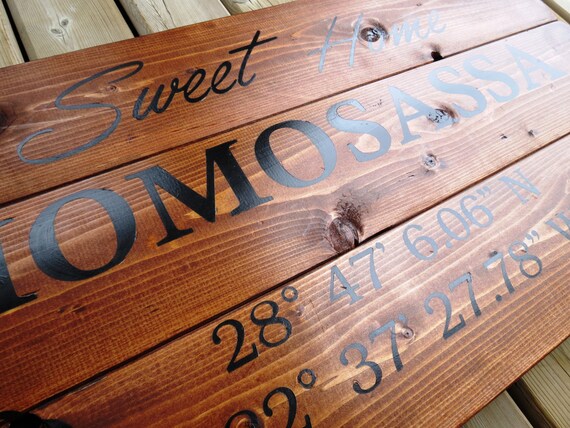 Sweet Home
HOMOSASSA
28° 47' 6.06” N
82° 37' 27.78” W